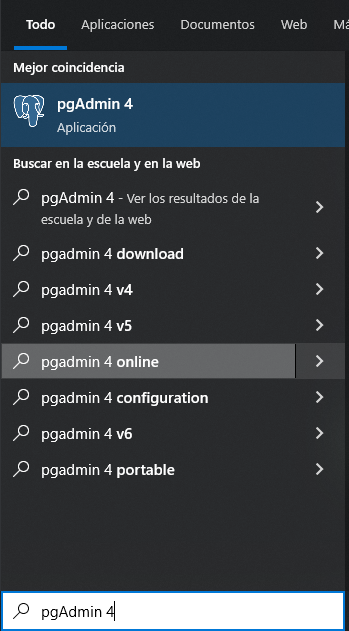 Todo Aplicaciones Documentos Web Má
Mejor coincidencia
pgAdmin 4
Aplicación
Buscar en la escuela y en la web
pgAdmin 4 - Ver los resultados de la
escuela y de la web
pgadmin 4 download
pgadmin 4 v4
pgadmin 4 v5
pgadmin 4 online
pgadmin 4 configuration
pgadmin 4 v6
pgadmin 4 portable
pgAdmin 4